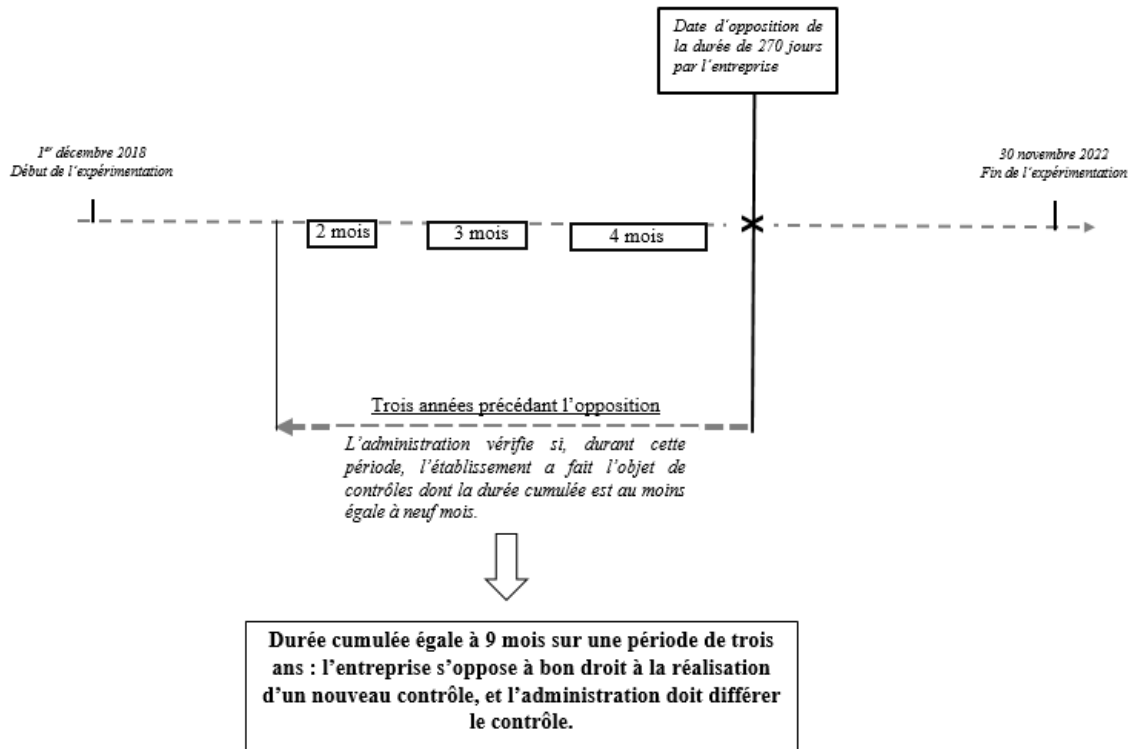 Date d'opposition de
la durée de 270 jours
par l'entreprise
1er décembre 2018
Début de l'expérimentation
30 novembre 2022
Fin de l'expérimentation
2 mois
3 mois
4 mois
Trois années précédant l'opposition
L'administration vérifie si, durant cette
période, l'établissement a fait l'objet de
contrôles dont la durée cumulée est au moins
égale à neuf mois.
Durée cumulée égale à 9 mois sur une période de trois
ans : l'entreprise s'oppose à bon droit à la réalisation
d'un nouveau contrôle, et l'administration doit différer
le contrôle.